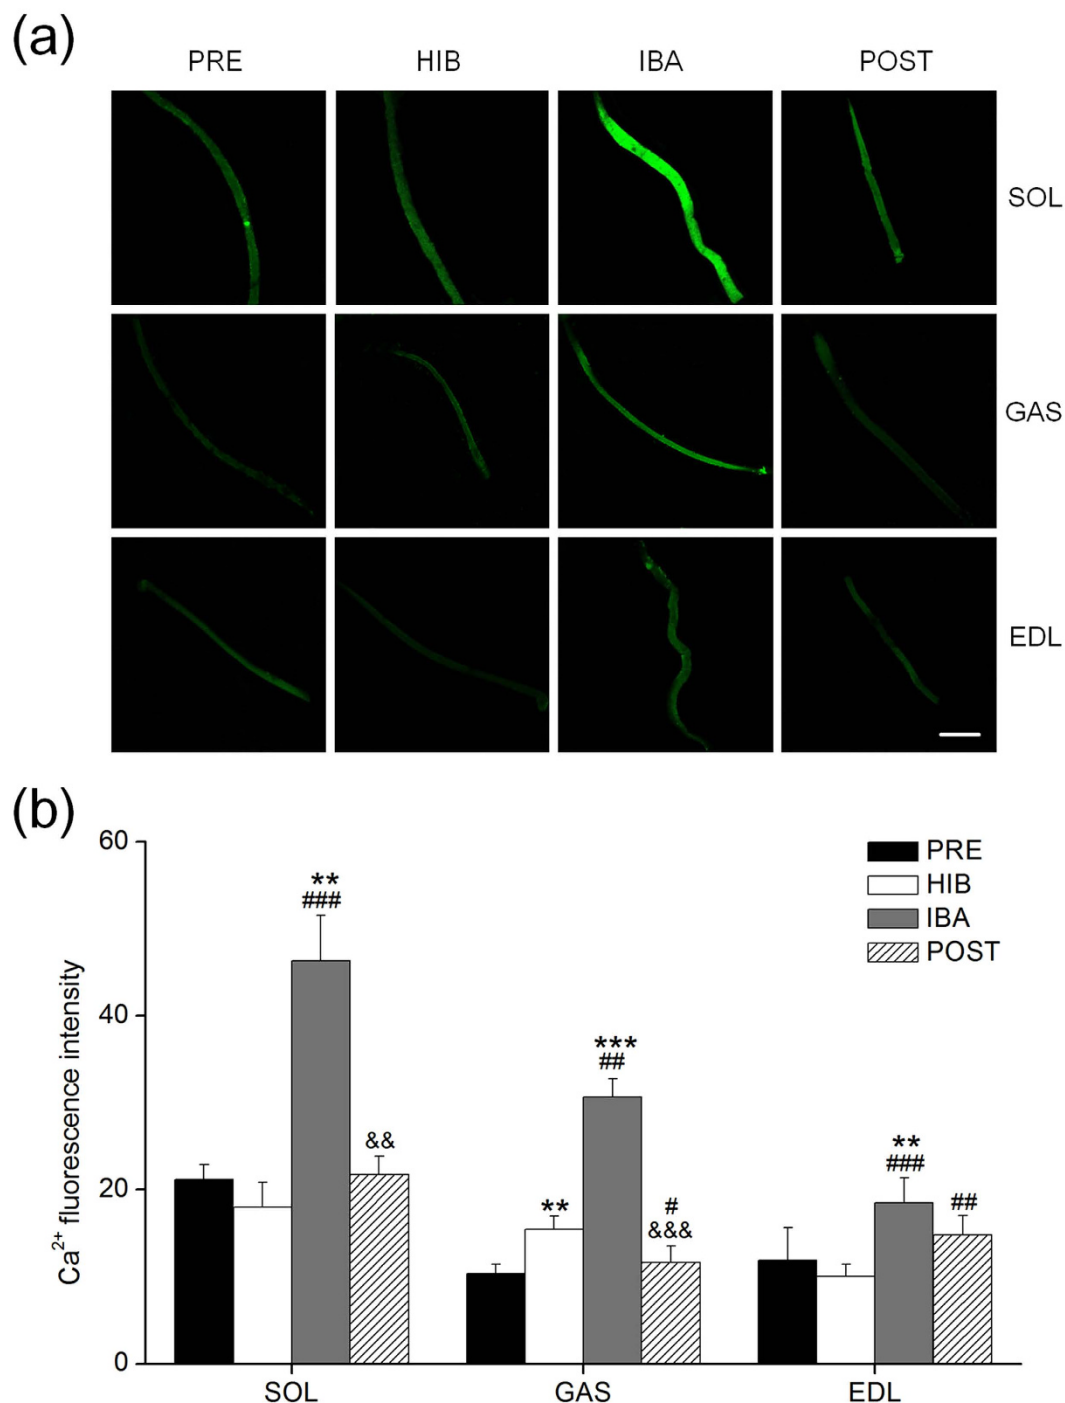 (a)
PRE HIB IBA POST
SOL
GAS
EDL
(b)
60
40
20
0
Ca²⁺ fluorescence intensity
PRE
HIB
IBA
POST
**
###
&&
**
***
##
#
&&&
**
###
##
SOL GAS EDL